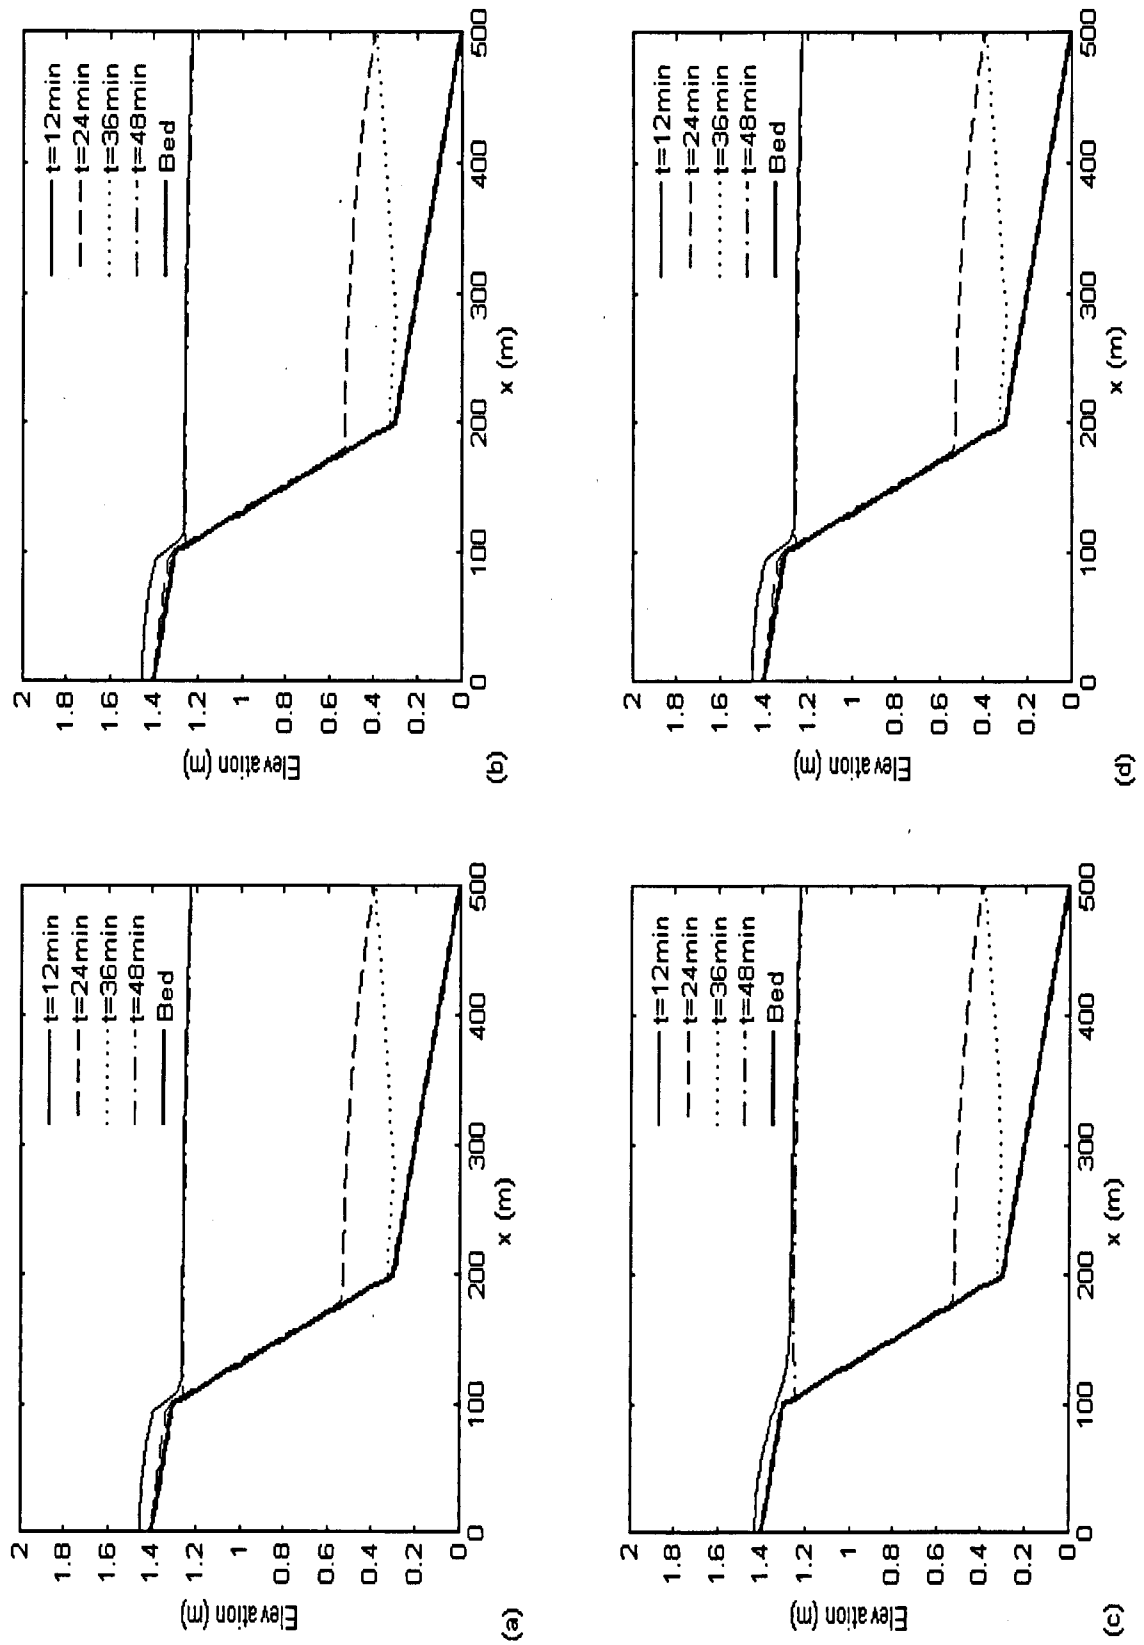 2
1.8
1.6
1.4
1.2
1
0.8
0.6
0.4
0.2
0
Elevation (m)
t=12min
t=24min
t=36min
t=48min
Bed
0
100
200
300
400
500
x (m)
(a)
2
1.8
1.6
1.4
1.2
1
0.8
0.6
0.4
0.2
0
Elevation (m)
t=12min
t=24min
t=36min
t=48min
Bed
0
100
200
300
400
500
x (m)
(b)
2
1.8
1.6
1.4
1.2
1
0.8
0.6
0.4
0.2
0
Elevation (m)
t=12min
t=24min
t=36min
t=48min
Bed
0
100
200
300
400
500
x (m)
(c)
2
1.8
1.6
1.4
1.2
1
0.8
0.6
0.4
0.2
0
Elevation (m)
t=12min
t=24min
t=36min
t=48min
Bed
0
100
200
300
400
500
x (m)
(d)